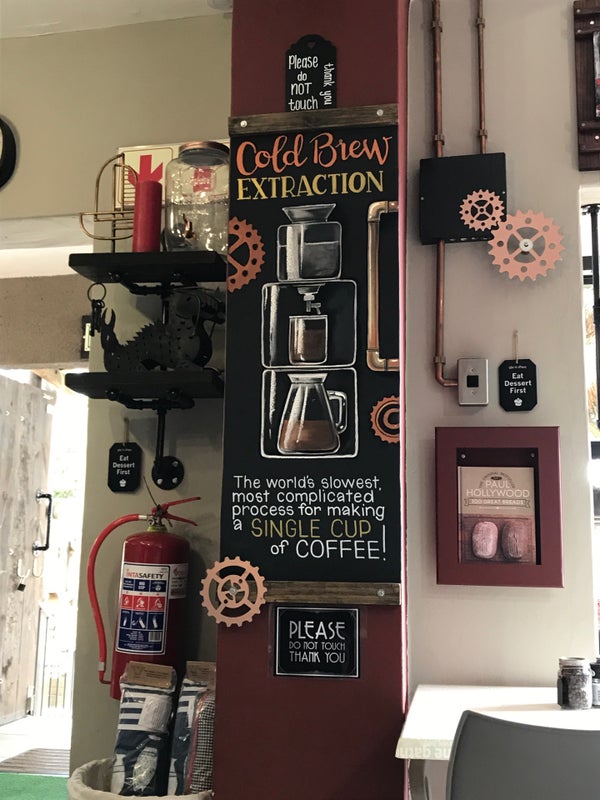 Please
do
NOT
touch
thank you
Cold Brew
EXTRACTION
The world's slowest,
most complicated
process for making
a SINGLE CUP
of COFFEE!
PLEASE
DO NOT TOUCH
THANK YOU
Eat
Dessert
First
Eat
Dessert
First
PAUL
HOLLYWOOD
100 GREAT BREADS
INTASAFETY